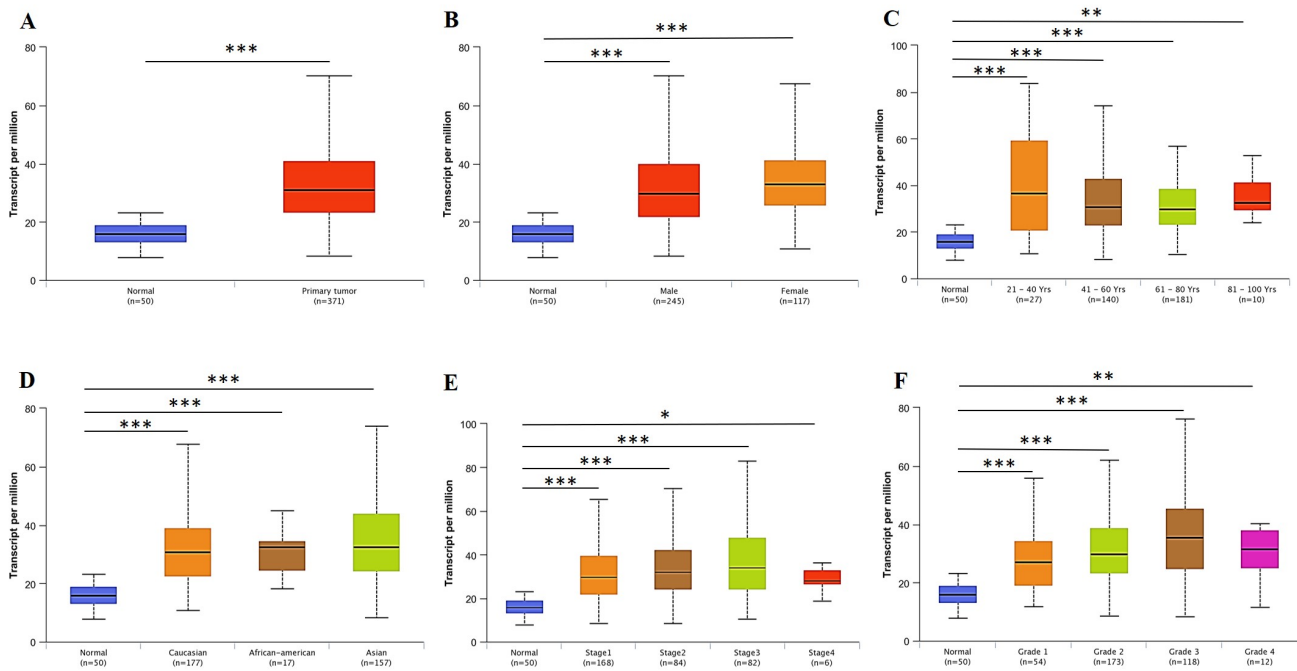 A
***
Transcript per million
80
60
40
20
0
Normal
(n=50)
Primary tumor
(n=371)
B
***
***
Transcript per million
80
60
40
20
0
Normal
(n=50)
Male
(n=245)
Female
(n=117)
C
**
***
***
***
Transcript per million
100
80
60
40
20
0
Normal
(n=50)
21 – 40 Yrs
(n=27)
41 – 60 Yrs
(n=140)
61 – 80 Yrs
(n=181)
81 – 100 Yrs
(n=10)
D
***
***
***
Transcript per million
80
60
40
20
0
Normal
(n=50)
Caucasian
(n=177)
African-american
(n=17)
Asian
(n=157)
E
*
***
***
***
Transcript per million
100
80
60
40
20
0
Normal
(n=50)
Stage1
(n=168)
Stage2
(n=84)
Stage3
(n=82)
Stage4
(n=6)
F
**
***
***
***
Transcript per million
80
60
40
20
0
Normal
(n=50)
Grade 1
(n=54)
Grade 2
(n=173)
Grade 3
(n=118)
Grade 4
(n=12)